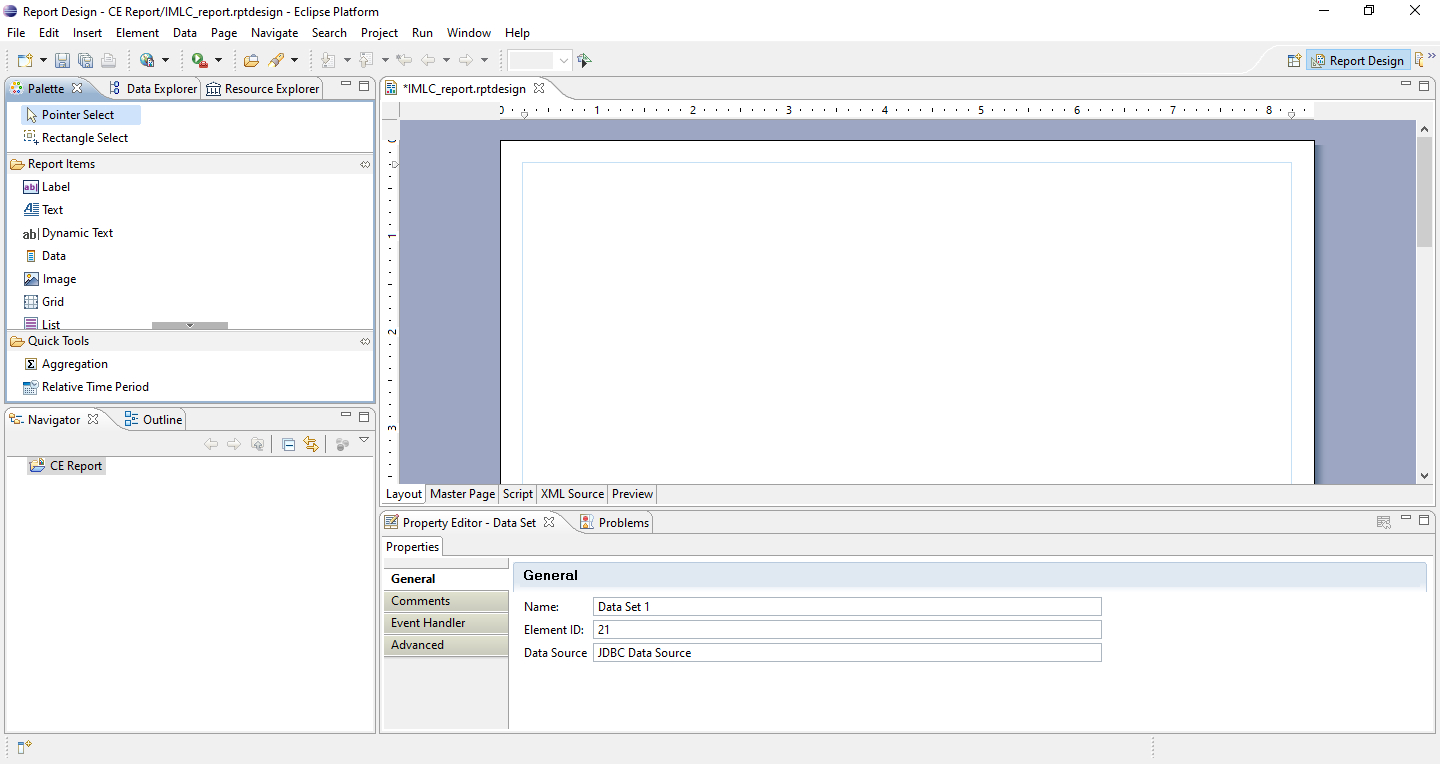 Report Design - CE Report/IMLC_report.rptdesign - Eclipse Platform
File Edit Insert Element Data Page Navigate Search Project Run Window Help
Report Design
Palette Data Explorer Resource Explorer
Pointer Select
Rectangle Select
Report Items
ab| Label
Text
ab| Dynamic Text
Data
Image
Grid
List
Quick Tools
Σ Aggregation
Relative Time Period
Navigator Outline
CE Report
*IMLC_report.rptdesign
0 1 2 3 4 5 6 7 8
0
1
2
3
Layout Master Page Script XML Source Preview
Property Editor - Data Set Problems
Properties
General
Comments
Event Handler
Advanced
General
Name: Data Set 1
Element ID: 21
Data Source JDBC Data Source